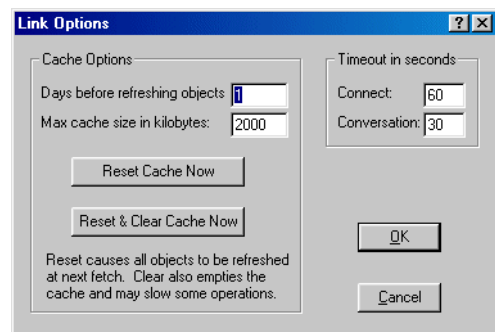 Link Options
Cache Options
Days before refreshing objects 1
Max cache size in kilobytes: 2000
Reset Cache Now
Reset & Clear Cache Now
Reset causes all objects to be refreshed
at next fetch. Clear also empties the
cache and may slow some operations.
Timeout in seconds
Connect: 60
Conversation: 30
OK
Cancel